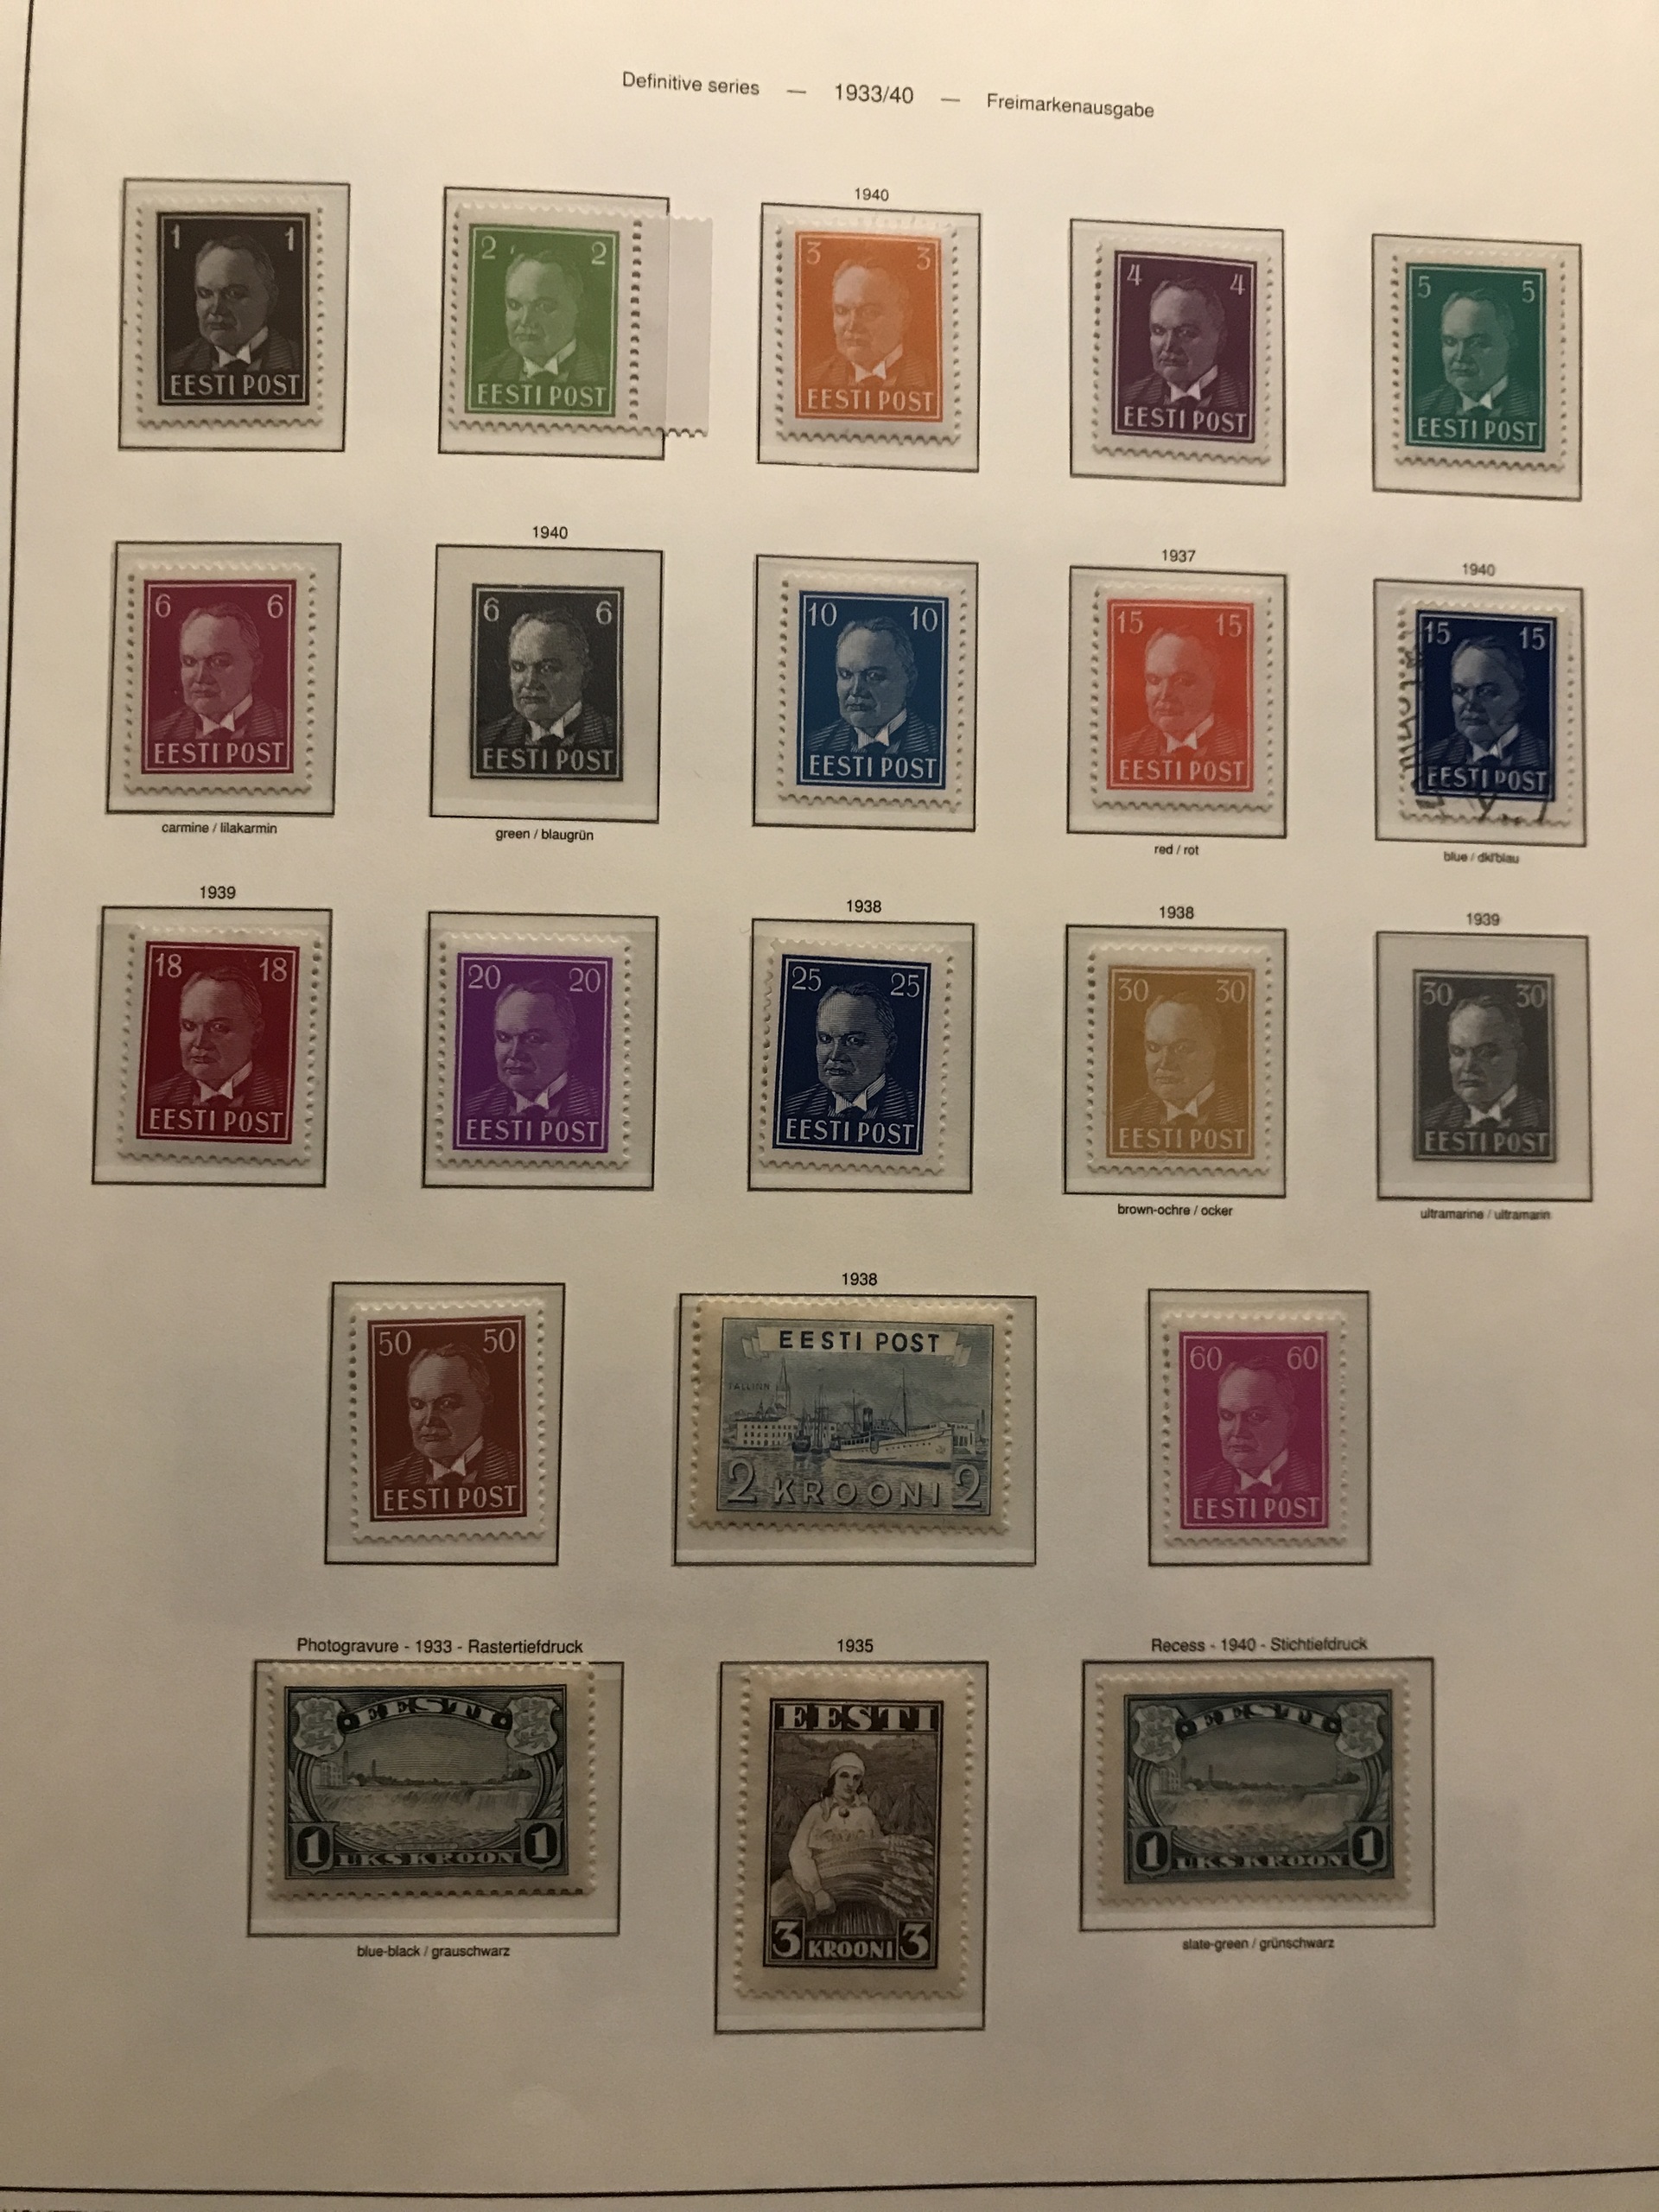 Definitive series — 1933/40 — Freimarkenausgabe
1 1
EESTI POST
2 2
EESTI POST
1940
3 3
EESTI POST
4 4
EESTI POST
5 5
EESTI POST
6 6
EESTI POST
carmine / lilakarmin
1940
6 6
EESTI POST
green / blaugrün
10 10
EESTI POST
1937
15 15
EESTI POST
red / rot
1940
15 15
EESTI POST
blue / dkl'blau
1939
18 18
EESTI POST
20 20
EESTI POST
1938
25 25
EESTI POST
1938
30 30
EESTI POST
brown-ochre / ocker
1939
30 30
EESTI POST
ultramarine / ultramarin
50 50
EESTI POST
1938
EESTI POST
TALLINN
2 KROONI 2
60 60
EESTI POST
Photogravure - 1933 - Rastertiefdruck
EESTI
1 1
ÜKS KROON
blue-black / grauschwarz
1935
EESTI
3 KROONI 3
Recess - 1940 - Stichtiefdruck
EESTI
1 1
ÜKS KROON
slate-green / grünschwarz